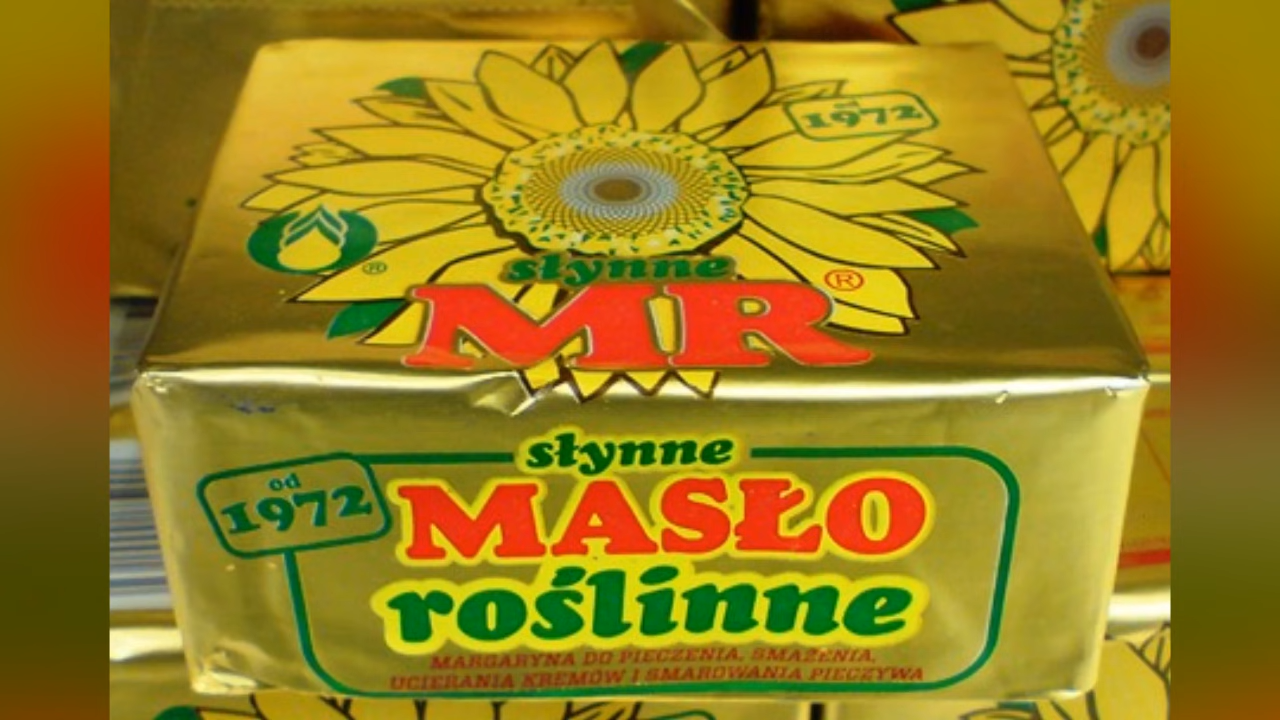 od
1972
®
słynne
MR®
słynne
od
1972
MASŁO
roślinne
MARGARYNA DO PIECZENIA, SMAŻENIA,
UCIERANIA KREMÓW I SMAROWANIA PIECZYWA